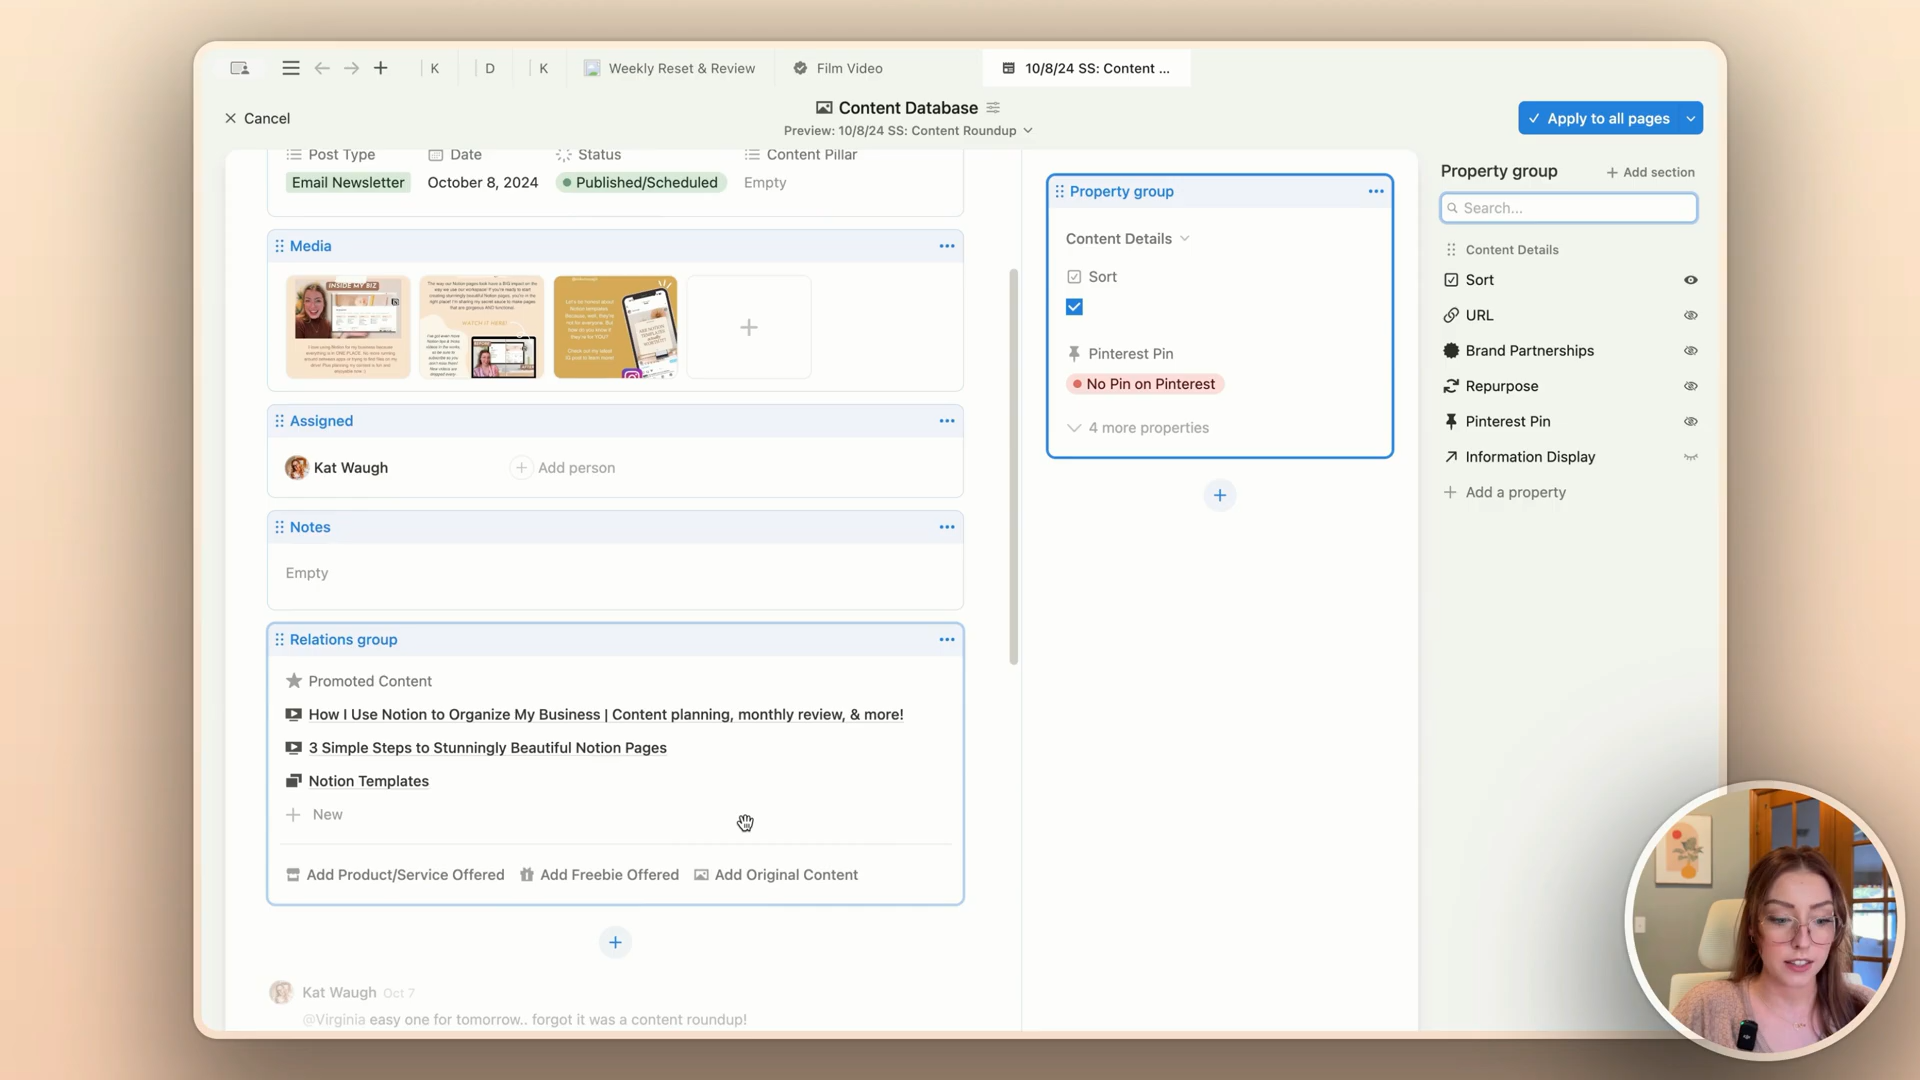 K
D
K
Weekly Reset & Review
Film Video
10/8/24 SS: Content ...
Cancel
Content Database
Preview: 10/8/24 SS: Content Roundup
Apply to all pages
Post Type
Date
Status
Content Pillar
Email Newsletter
October 8, 2024
Published/Scheduled
Empty
Media
INSIDE MY BIZ
WATCH IT HERE!
Assigned
Kat Waugh
Add person
Notes
Empty
Relations group
Promoted Content
How I Use Notion to Organize My Business | Content planning, monthly review, & more!
3 Simple Steps to Stunningly Beautiful Notion Pages
Notion Templates
New
Add Product/Service Offered
Add Freebie Offered
Add Original Content
Kat Waugh Oct 7
@Virginia easy one for tomorrow.. forgot it was a content roundup!
Property group
Content Details
Sort
Pinterest Pin
No Pin on Pinterest
4 more properties
Property group
Add section
Search...
Content Details
Sort
URL
Brand Partnerships
Repurpose
Pinterest Pin
Information Display
Add a property